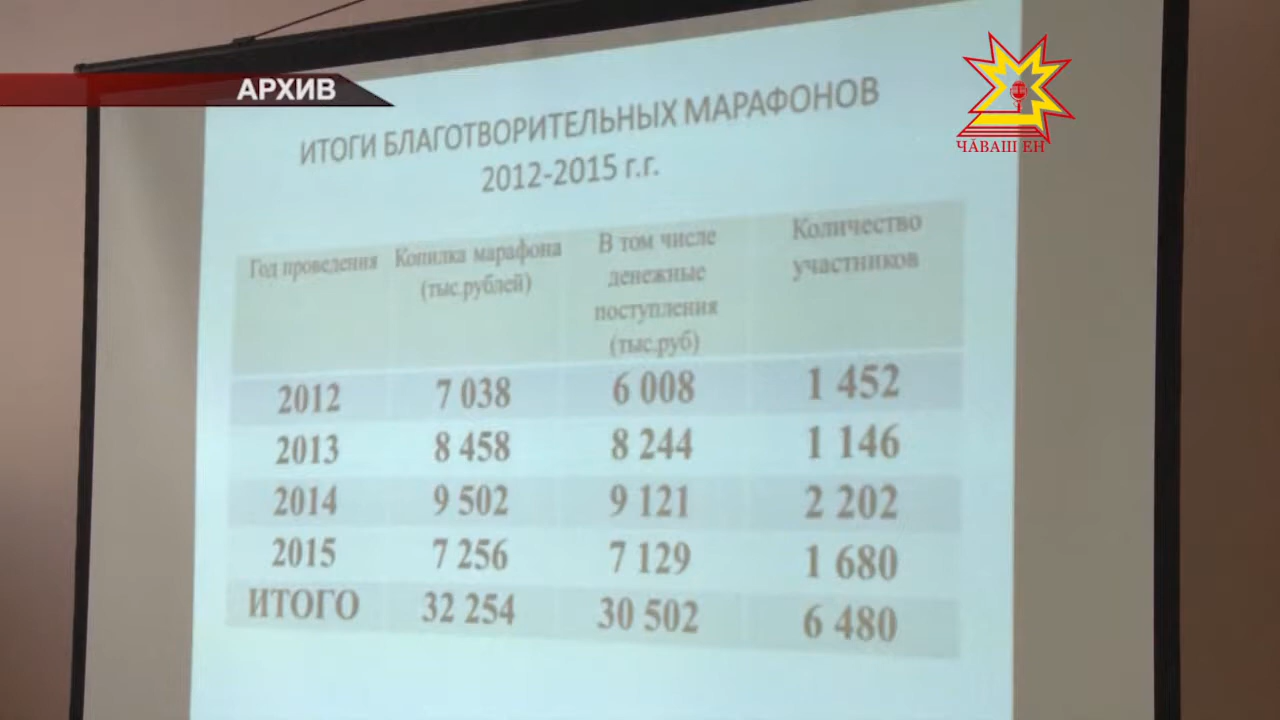 АРХИВ
ЧӐВАШ ЕН
ИТОГИ БЛАГОТВОРИТЕЛЬНЫХ МАРАФОНОВ
2012-2015 г.г.
Год проведения Копилка марафона (тыс.рублей) В том числе денежные поступления (тыс.руб) Количество участников
2012 7 038 6 008 1 452
2013 8 458 8 244 1 146
2014 9 502 9 121 2 202
2015 7 256 7 129 1 680
ИТОГО 32 254 30 502 6 480